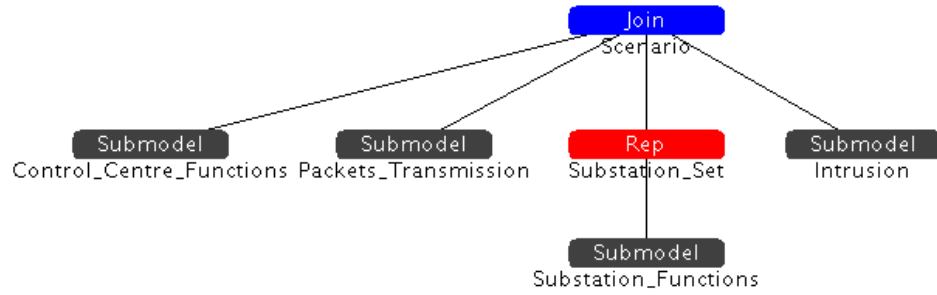 Join
Scenario
Submodel Submodel Rep Submodel
Control_Centre_Functions Packets_Transmission Substation_Set Intrusion
Submodel
Substation_Functions